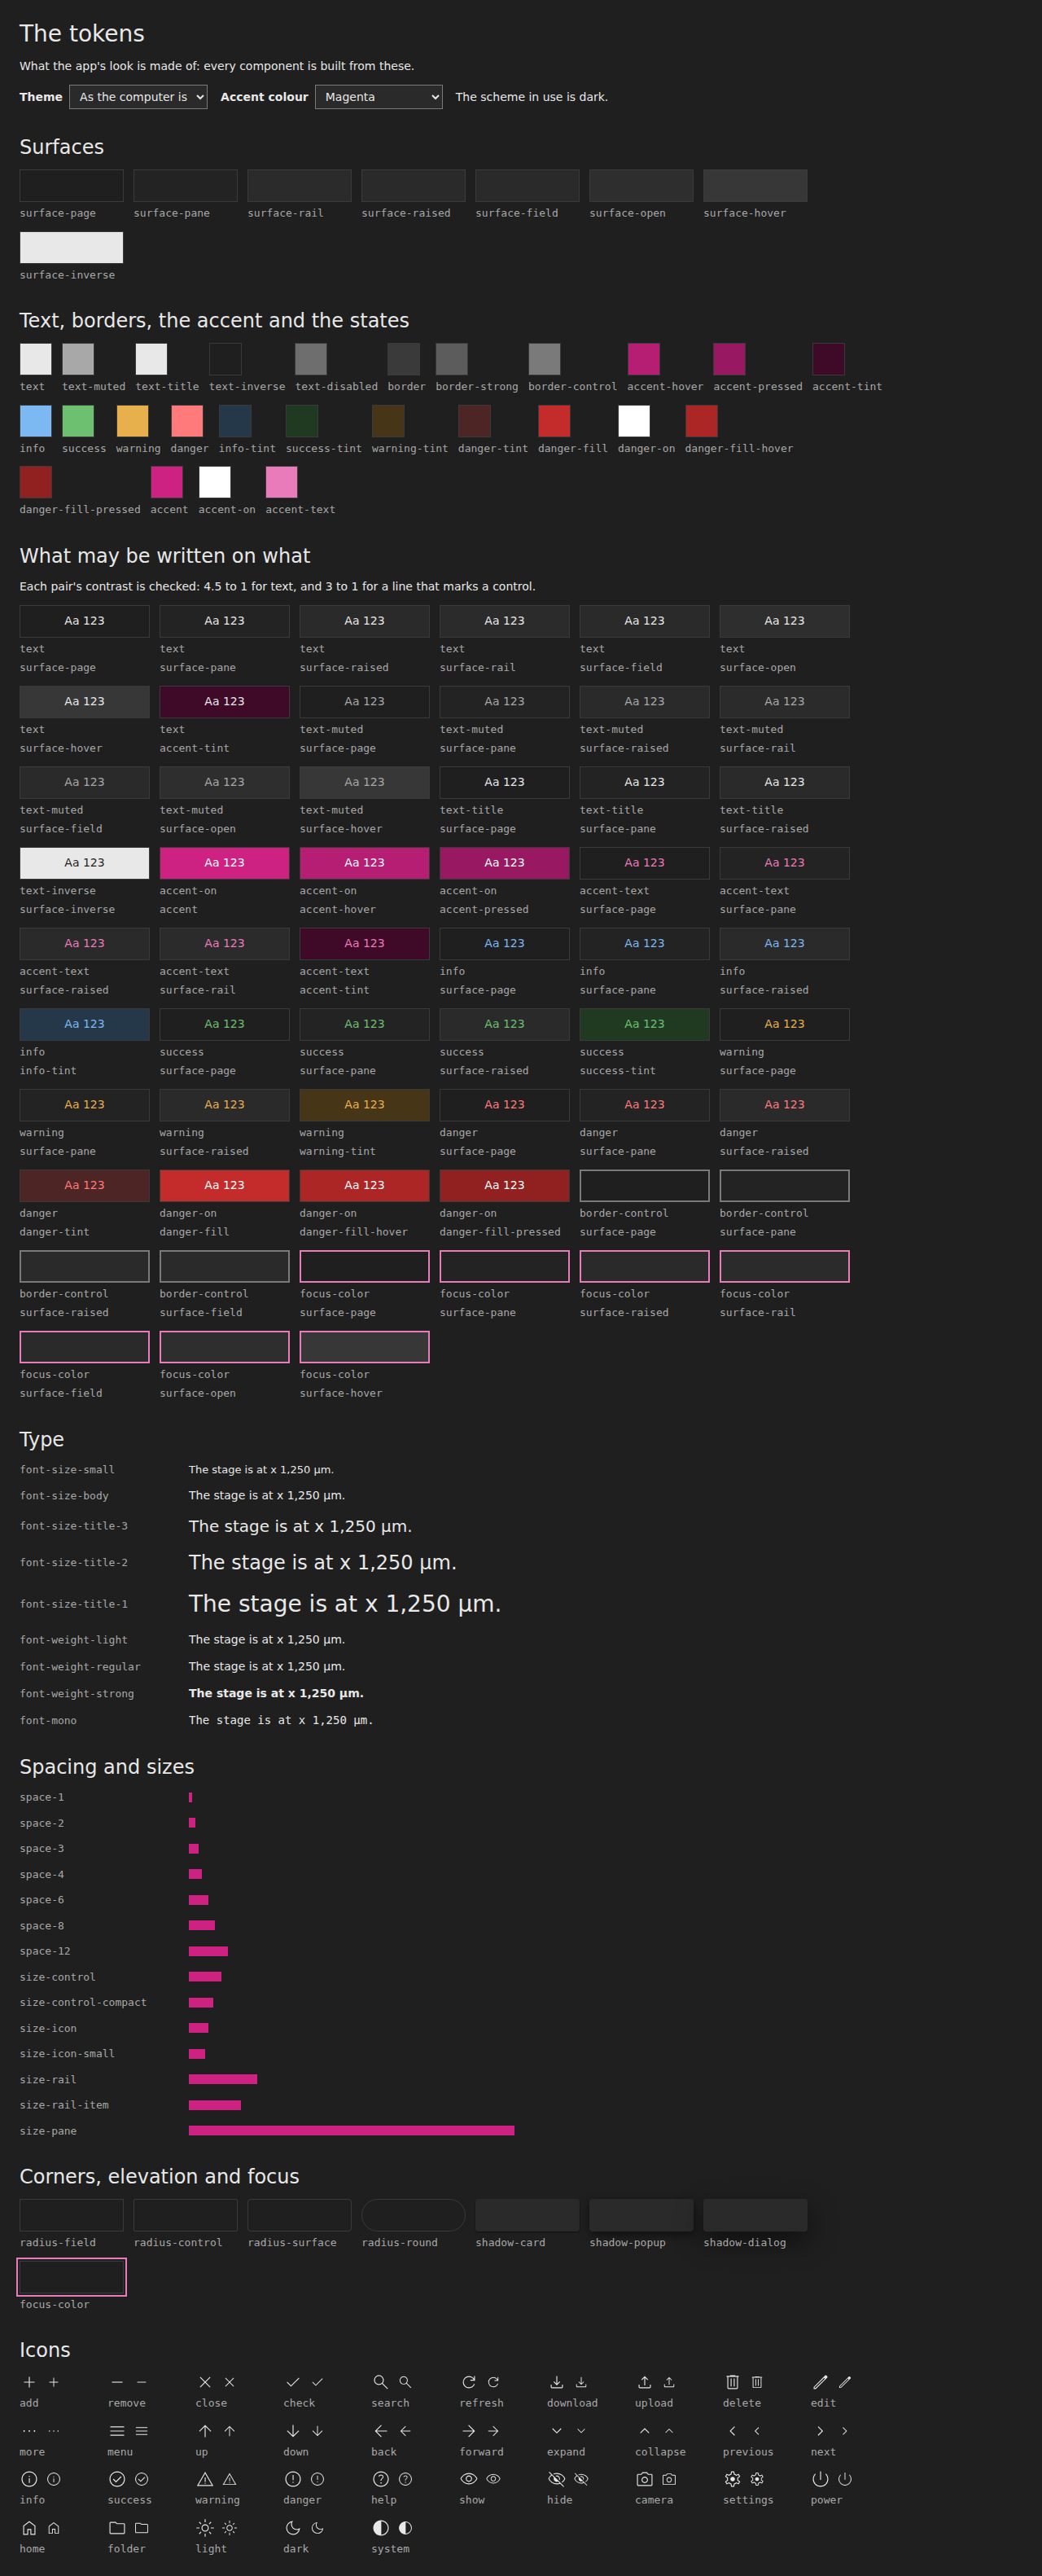 The tokens
What the app's look is made of: every component is built from these.
Theme As the computer is Accent colour Magenta The scheme in use is dark.
Surfaces
surface-page surface-pane surface-rail surface-raised surface-field surface-open surface-hover
surface-inverse
Text, borders, the accent and the states
text text-muted text-title text-inverse text-disabled border border-strong border-control accent-hover accent-pressed accent-tint
info success warning danger info-tint success-tint warning-tint danger-tint danger-fill danger-on danger-fill-hover
danger-fill-pressed accent accent-on accent-text
What may be written on what
Each pair's contrast is checked: 4.5 to 1 for text, and 3 to 1 for a line that marks a control.
Aa 123 Aa 123 Aa 123 Aa 123 Aa 123 Aa 123
text text text text text text
surface-page surface-pane surface-raised surface-rail surface-field surface-open
Aa 123 Aa 123 Aa 123 Aa 123 Aa 123 Aa 123
text text text-muted text-muted text-muted text-muted
surface-hover accent-tint surface-page surface-pane surface-raised surface-rail
Aa 123 Aa 123 Aa 123 Aa 123 Aa 123 Aa 123
text-muted text-muted text-muted text-title text-title text-title
surface-field surface-open surface-hover surface-page surface-pane surface-raised
Aa 123 Aa 123 Aa 123 Aa 123 Aa 123 Aa 123
text-inverse accent-on accent-on accent-on accent-text accent-text
surface-inverse accent accent-hover accent-pressed surface-page surface-pane
Aa 123 Aa 123 Aa 123 Aa 123 Aa 123 Aa 123
accent-text accent-text accent-text info info info
surface-raised surface-rail accent-tint surface-page surface-pane surface-raised
Aa 123 Aa 123 Aa 123 Aa 123 Aa 123 Aa 123
info success success success success warning
info-tint surface-page surface-pane surface-raised success-tint surface-page
Aa 123 Aa 123 Aa 123 Aa 123 Aa 123 Aa 123
warning warning warning danger danger danger
surface-pane surface-raised warning-tint surface-page surface-pane surface-raised
Aa 123 Aa 123 Aa 123 Aa 123
danger danger-on danger-on danger-on border-control border-control
danger-tint danger-fill danger-fill-hover danger-fill-pressed surface-page surface-pane
border-control border-control focus-color focus-color focus-color focus-color
surface-raised surface-field surface-page surface-pane surface-raised surface-rail
focus-color focus-color focus-color
surface-field surface-open surface-hover
Type
font-size-small The stage is at x 1,250 µm.
font-size-body The stage is at x 1,250 µm.
font-size-title-3 The stage is at x 1,250 µm.
font-size-title-2 The stage is at x 1,250 µm.
font-size-title-1 The stage is at x 1,250 µm.
font-weight-light The stage is at x 1,250 µm.
font-weight-regular The stage is at x 1,250 µm.
font-weight-strong The stage is at x 1,250 µm.
font-mono The stage is at x 1,250 µm.
Spacing and sizes
space-1
space-2
space-3
space-4
space-6
space-8
space-12
size-control
size-control-compact
size-icon
size-icon-small
size-rail
size-rail-item
size-pane
Corners, elevation and focus
radius-field radius-control radius-surface radius-round shadow-card shadow-popup shadow-dialog
focus-color
Icons
add remove close check search refresh download upload delete edit
more menu up down back forward expand collapse previous next
info success warning danger help show hide camera settings power
home folder light dark system